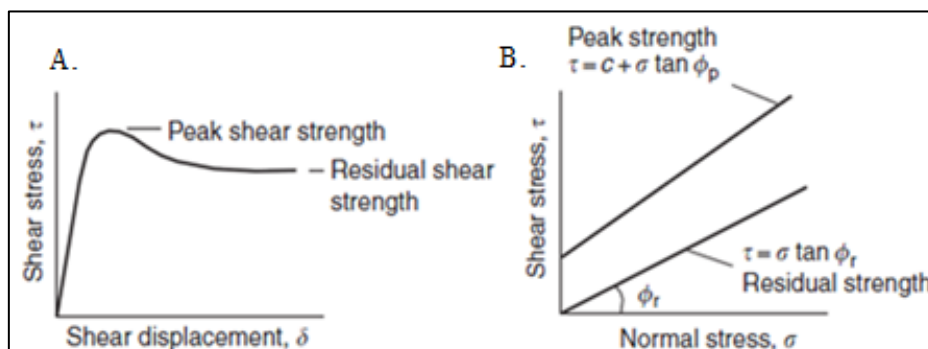 A.
Shear stress, τ
Peak shear strength
Residual shear
strength
Shear displacement, δ
B.
Peak strength
τ = c + σ tan ϕp
Shear stress, τ
τ = σ tan ϕr
Residual strength
ϕr
Normal stress, σ